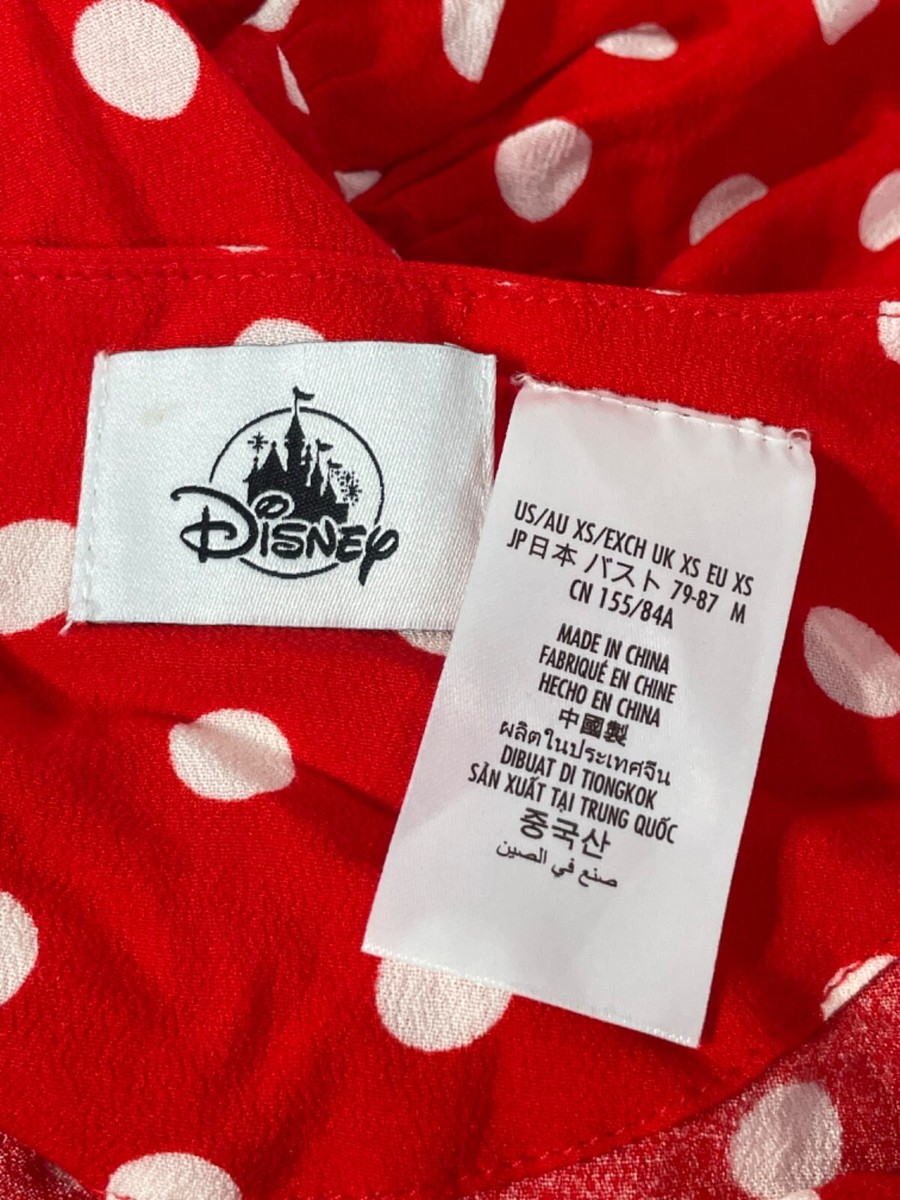 Disney
US/AU XS/EXCH UK XS EU XS
JP日本 バスト 79-87 M
CN 155/84A
MADE IN CHINA
FABRIQUÉ EN CHINE
HECHO EN CHINA
中國製
ผลิตในประเทศจีน
DIBUAT DI TIONGKOK
SẢN XUẤT TẠI TRUNG QUỐC
중국산
صنع في الصين